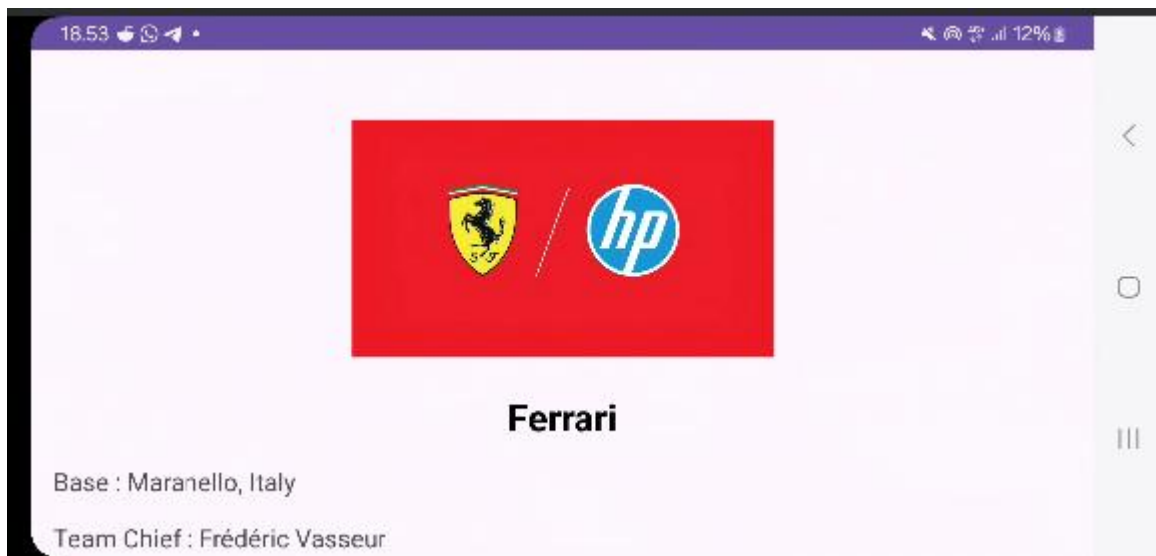 18.53
12%
S F
hp
Ferrari
Base : Maranello, Italy
Team Chief : Frédéric Vasseur